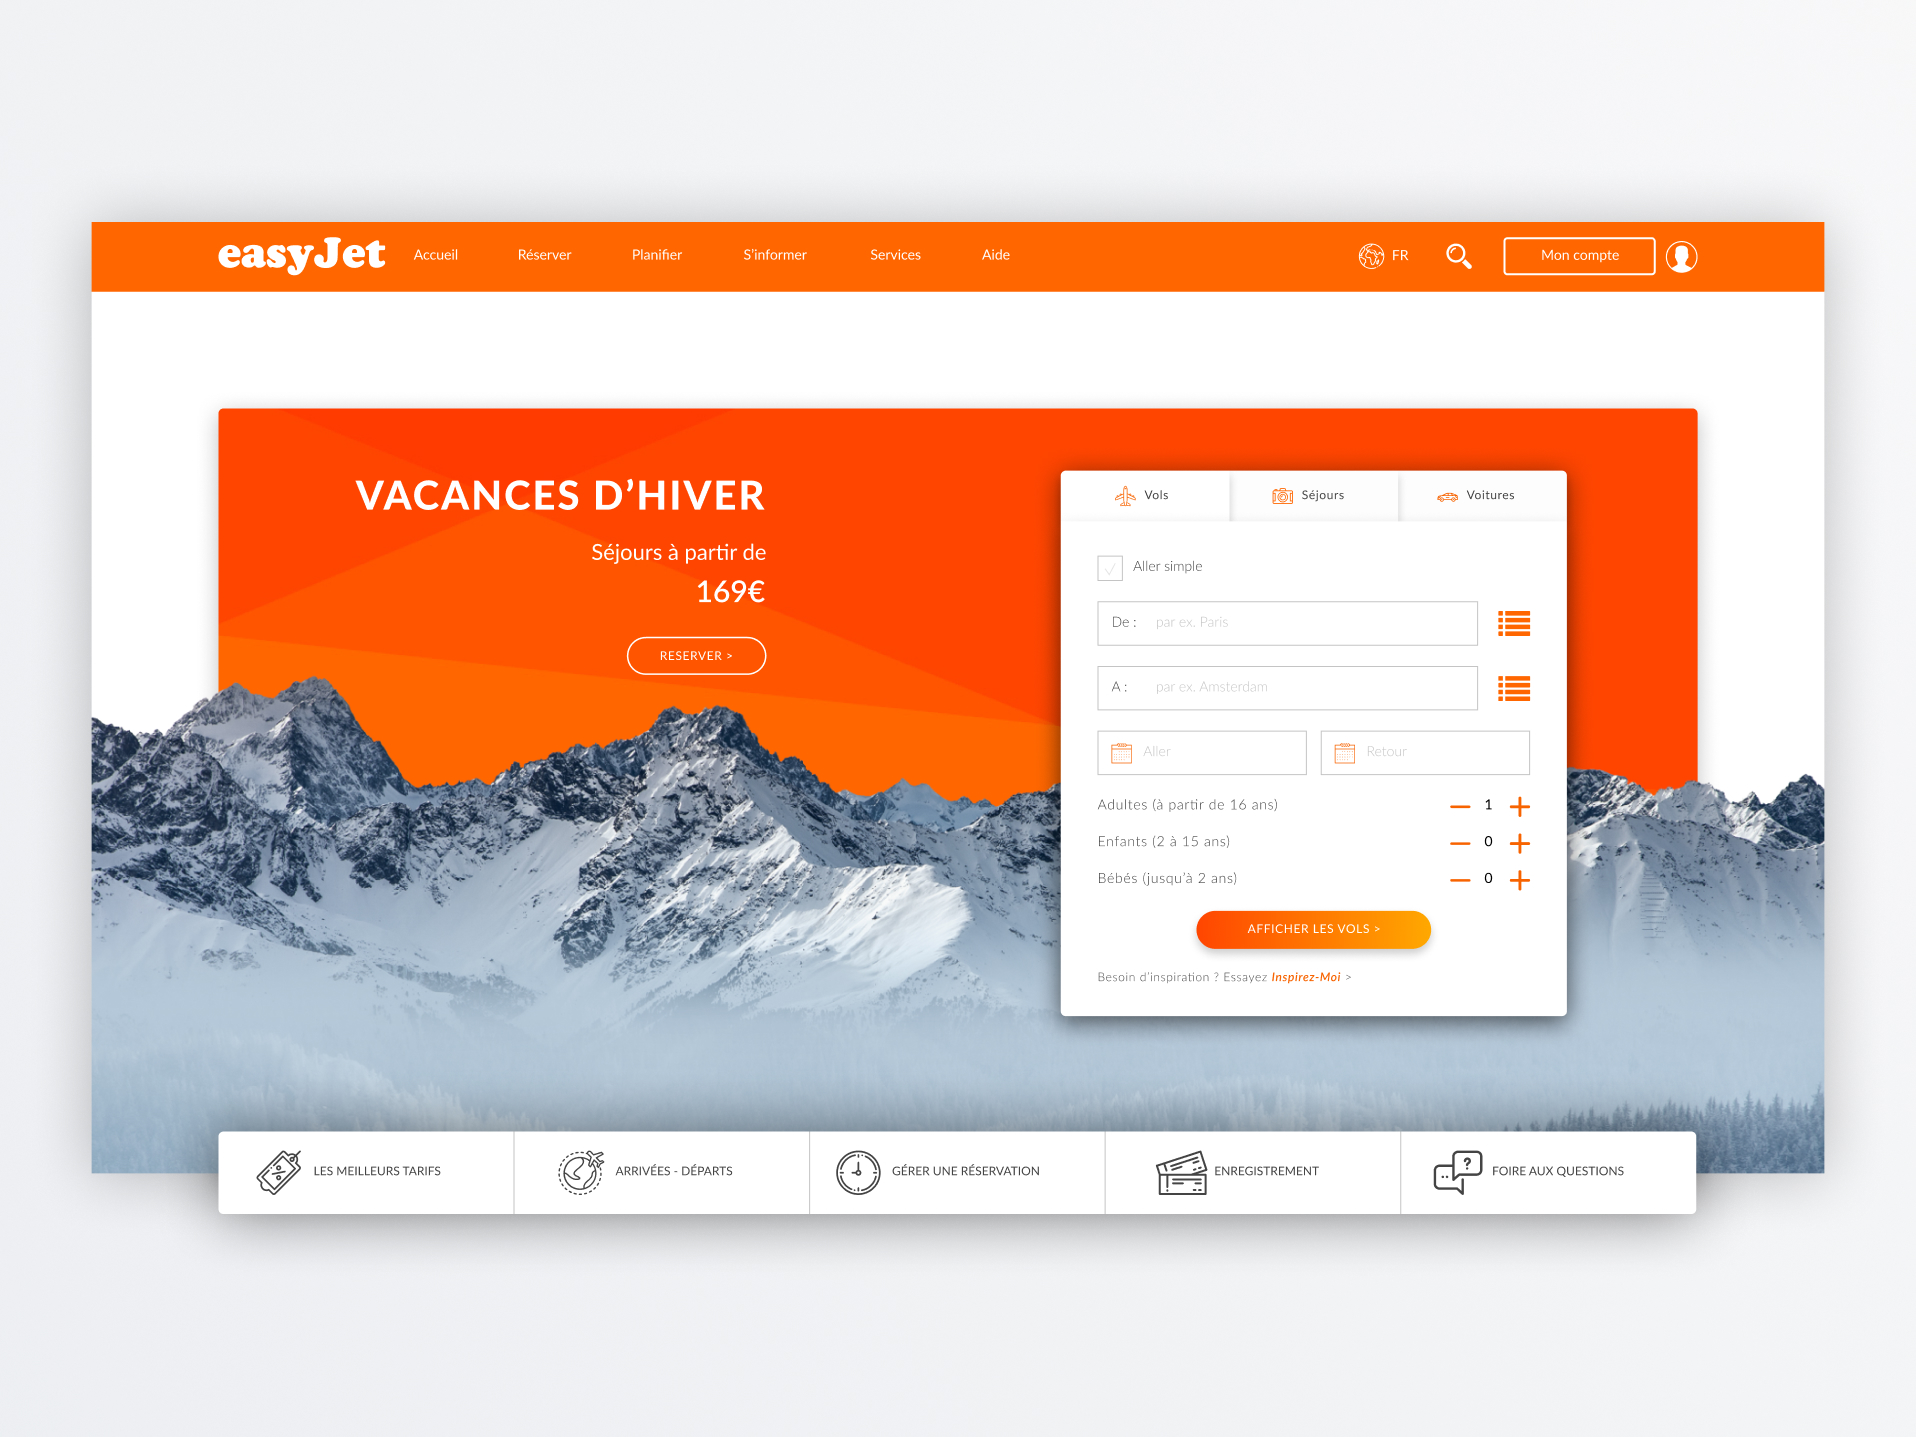 easyJet
Accueil
Réserver
Planifier
S'informer
Services
Aide
FR
Mon compte
VACANCES D’HIVER
Séjours à partir de
169€
RESERVER >
Vols
Séjours
Voitures
Aller simple
De : par ex. Paris
A : par ex. Amsterdam
Aller
Retour
Adultes (à partir de 16 ans) 1
Enfants (2 à 15 ans) 0
Bébés (jusqu'à 2 ans) 0
AFFICHER LES VOLS >
Besoin d'inspiration ? Essayez Inspirez-Moi >
LES MEILLEURS TARIFS
ARRIVÉES - DÉPARTS
GÉRER UNE RÉSERVATION
ENREGISTREMENT
FOIRE AUX QUESTIONS